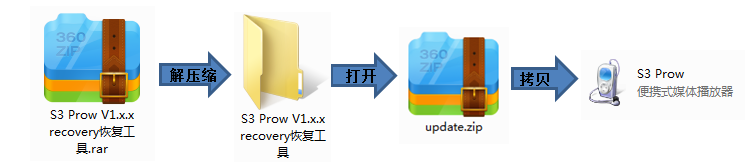 360
ZIP
S3 Prow V1.x.x
recovery恢复工
具.rar
解压缩
S3 Prow V1.x.x
recovery恢复工
具
打开
360
ZIP
update.zip
拷贝
S3 Prow
便携式媒体播放器